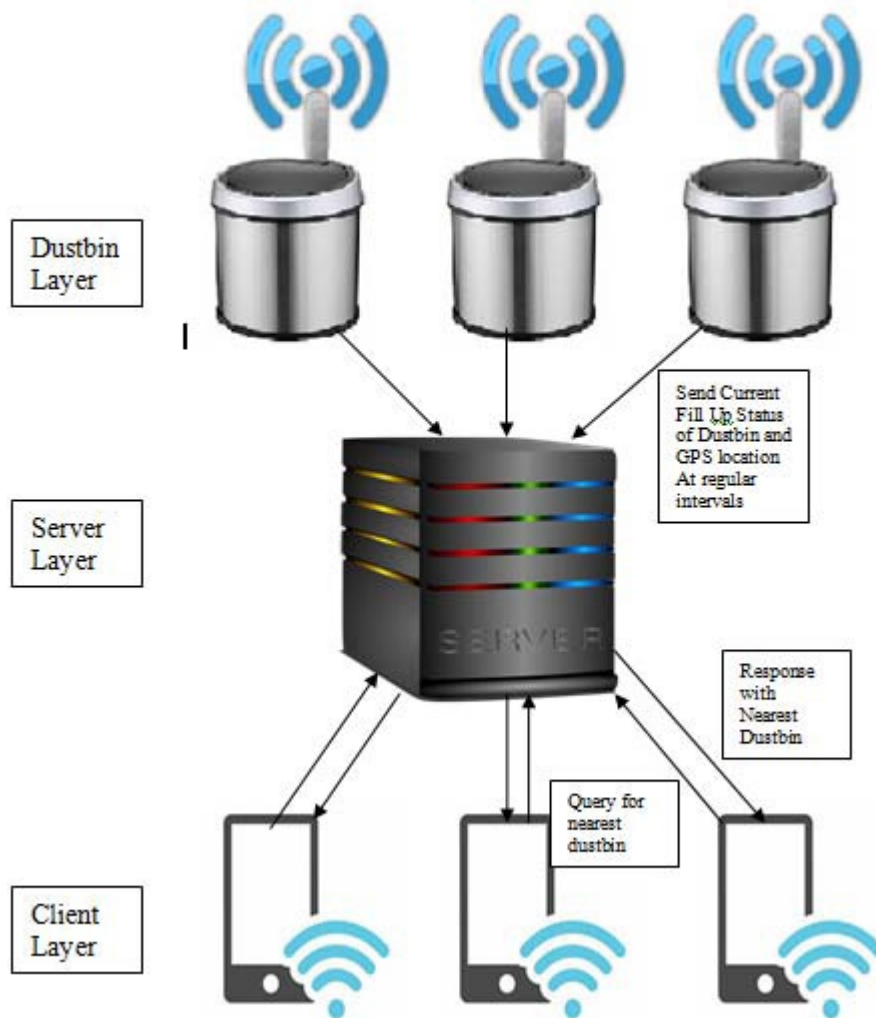 Dustbin
Layer
Send Current
Fill Up Status
of Dustbin and
GPS location
At regular
intervals
Server
Layer
SERVER
Response
with
Nearest
Dustbin
Query for
nearest
dustbin
Client
Layer